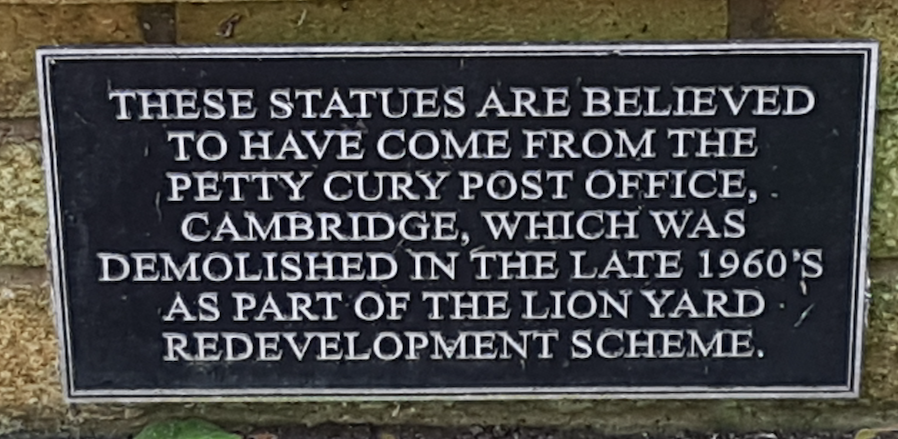 THESE STATUES ARE BELIEVED
TO HAVE COME FROM THE
PETTY CURY POST OFFICE,
CAMBRIDGE, WHICH WAS
DEMOLISHED IN THE LATE 1960'S
AS PART OF THE LION YARD
REDEVELOPMENT SCHEME.